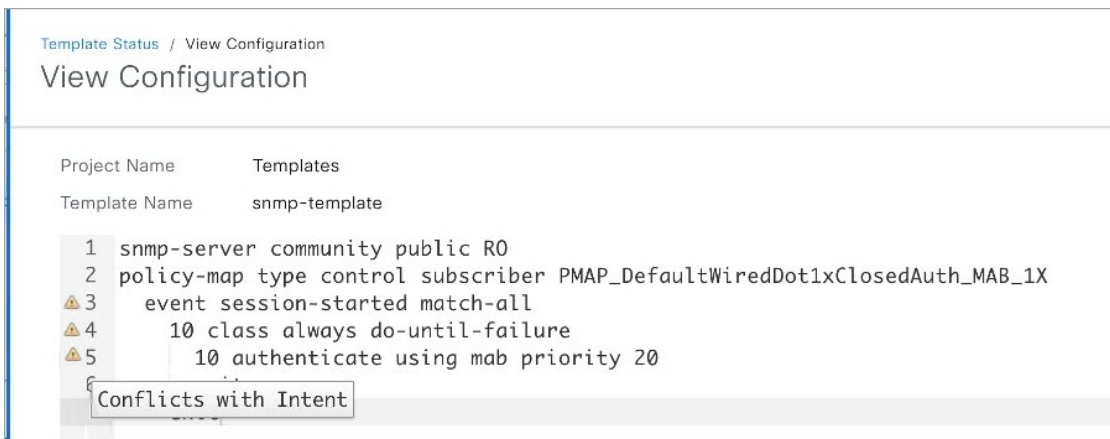 Template Status / View Configuration
View Configuration
Project Name Templates
Template Name snmp-template
1 snmp-server community public RO
2 policy-map type control subscriber PMAP_DefaultWiredDot1xClosedAuth_MAB_1X
3 event session-started match-all
4 10 class always do-until-failure
5 10 authenticate using mab priority 20
6
Conflicts with Intent